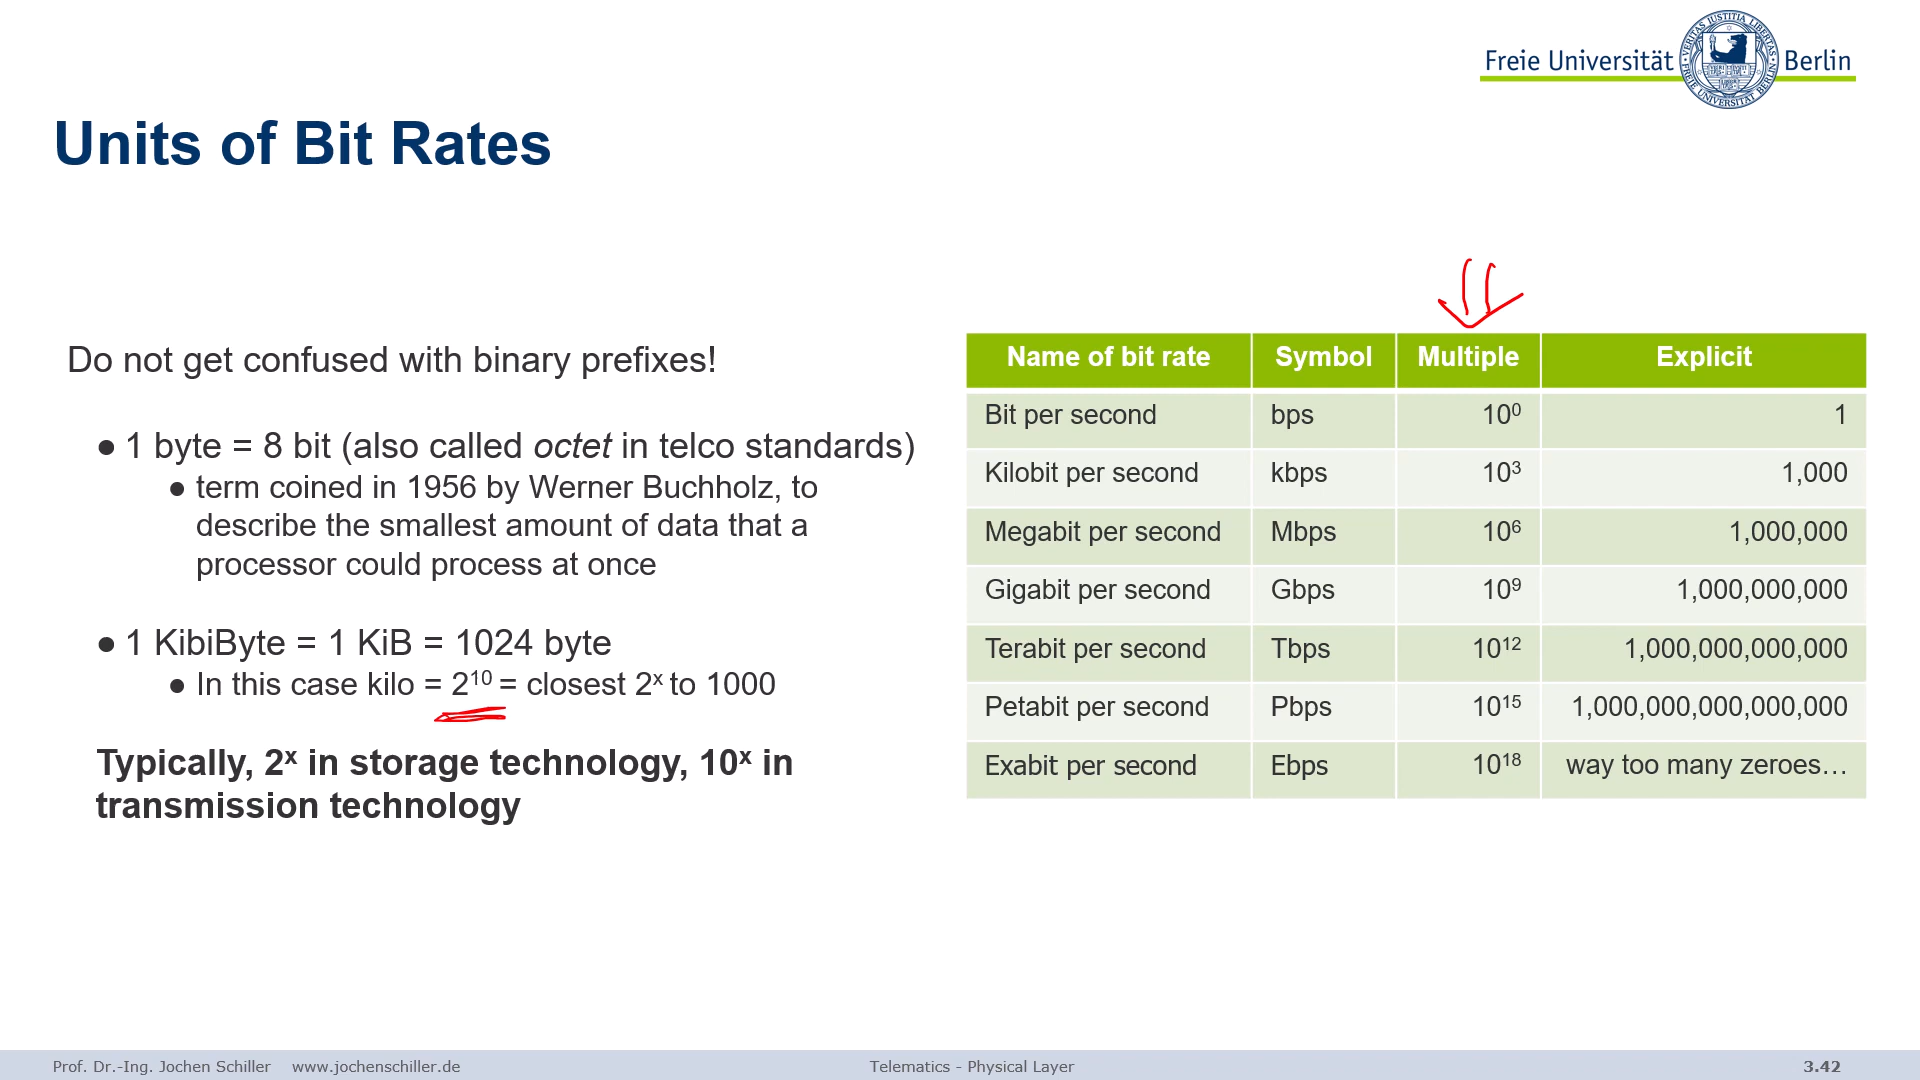 Freie Universität Berlin
Units of Bit Rates
Do not get confused with binary prefixes!
● 1 byte = 8 bit (also called octet in telco standards)
● term coined in 1956 by Werner Buchholz, to
describe the smallest amount of data that a
processor could process at once
● 1 KibiByte = 1 KiB = 1024 byte
● In this case kilo = 2¹⁰ = closest 2ˣ to 1000
Typically, 2ˣ in storage technology, 10ˣ in
transmission technology
Name of bit rate Symbol Multiple Explicit
Bit per second bps 10⁰ 1
Kilobit per second kbps 10³ 1,000
Megabit per second Mbps 10⁶ 1,000,000
Gigabit per second Gbps 10⁹ 1,000,000,000
Terabit per second Tbps 10¹² 1,000,000,000,000
Petabit per second Pbps 10¹⁵ 1,000,000,000,000,000
Exabit per second Ebps 10¹⁸ way too many zeroes…
Prof. Dr.-Ing. Jochen Schiller www.jochenschiller.de Telematics - Physical Layer 3.42